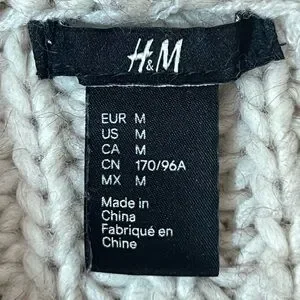 H&M
EUR M
US M
CA M
CN 170/96A
MX M
Made in
China
Fabriqué en
Chine